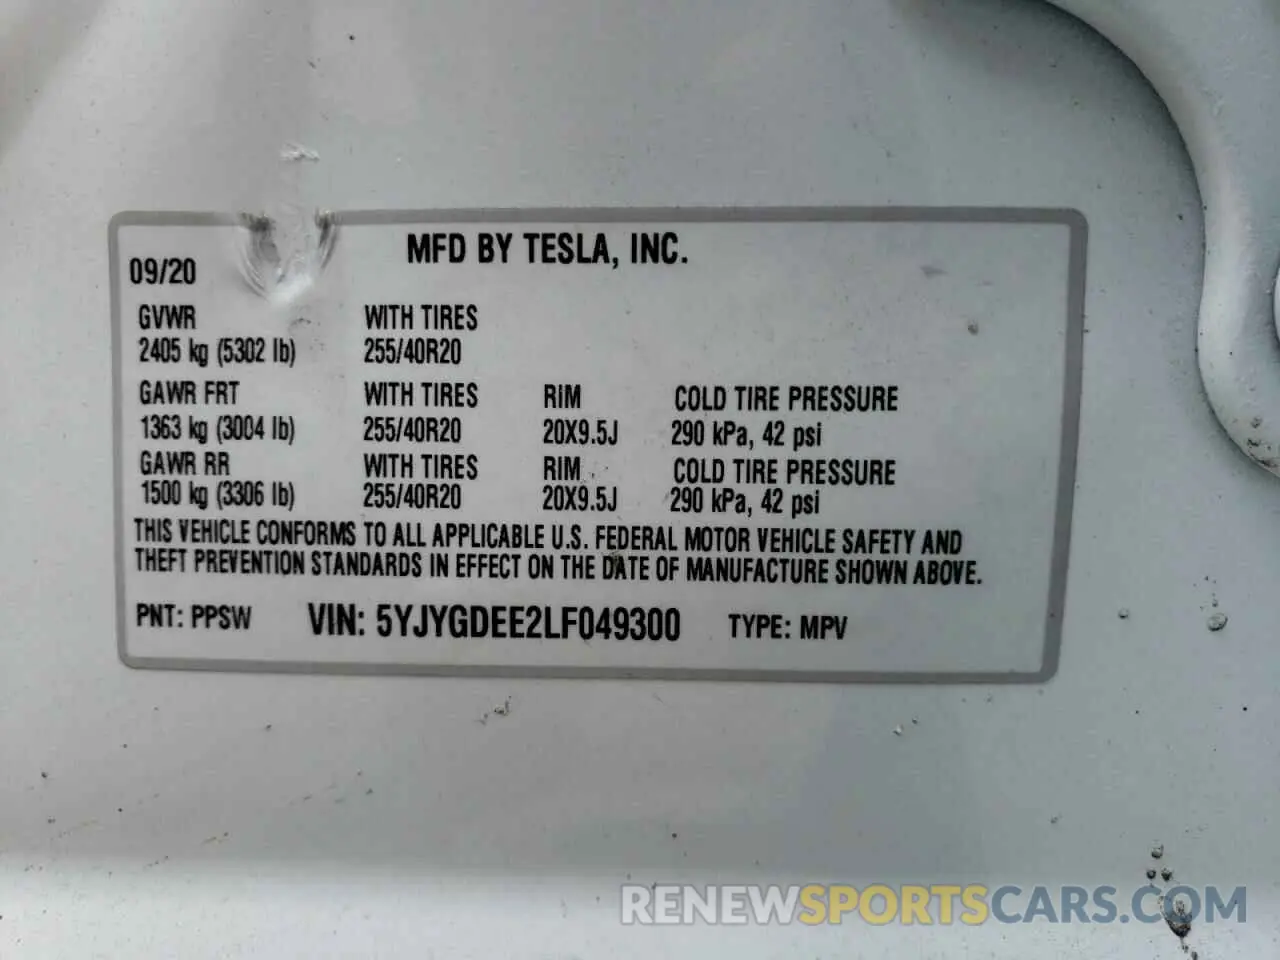 MFD BY TESLA, INC.
09/20
GVWR WITH TIRES
2405 kg (5302 lb) 255/40R20
GAWR FRT WITH TIRES RIM COLD TIRE PRESSURE
1363 kg (3004 lb) 255/40R20 20X9.5J 290 kPa, 42 psi
GAWR RR WITH TIRES RIM COLD TIRE PRESSURE
1500 kg (3306 lb) 255/40R20 20X9.5J 290 kPa, 42 psi
THIS VEHICLE CONFORMS TO ALL APPLICABLE U.S. FEDERAL MOTOR VEHICLE SAFETY AND
THEFT PREVENTION STANDARDS IN EFFECT ON THE DATE OF MANUFACTURE SHOWN ABOVE.
PNT: PPSW VIN: 5YJYGDEE2LF049300 TYPE: MPV
RENEWSPORTSCARS.COM